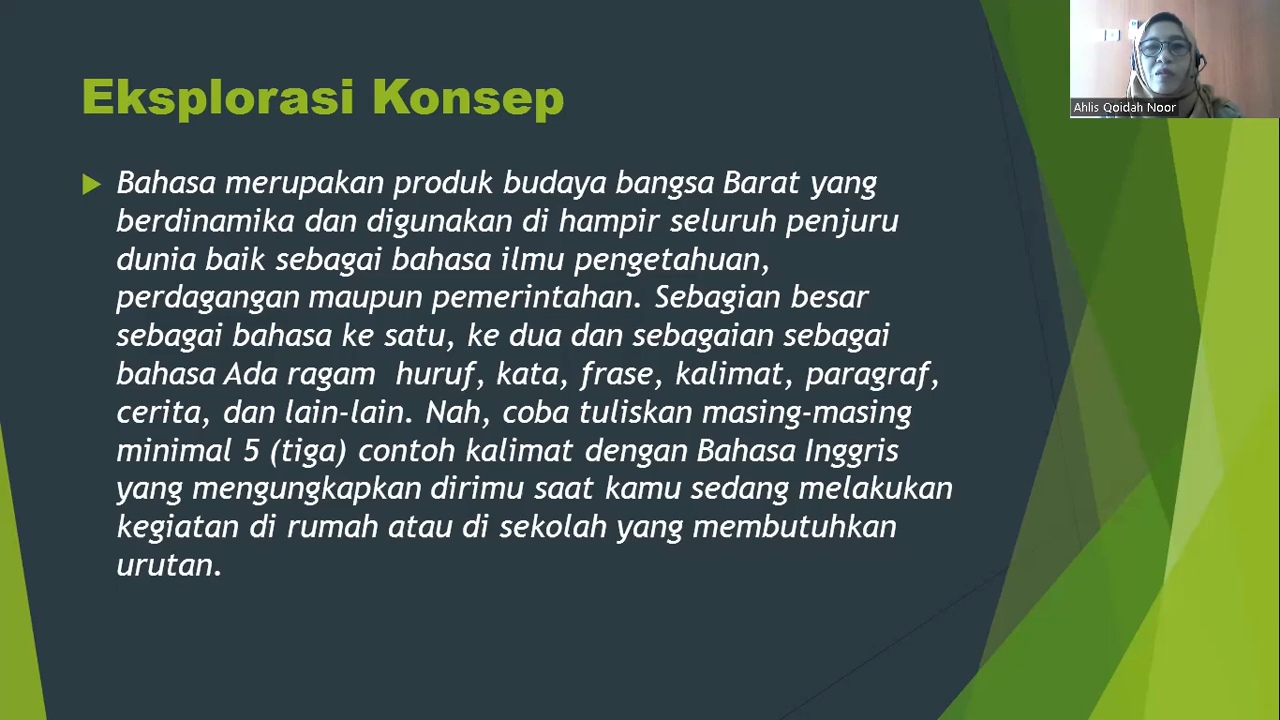 Eksplorasi Konsep
Bahasa merupakan produk budaya bangsa Barat yang
berdinamika dan digunakan di hampir seluruh penjuru
dunia baik sebagai bahasa ilmu pengetahuan,
perdagangan maupun pemerintahan. Sebagian besar
sebagai bahasa ke satu, ke dua dan sebagaian sebagai
bahasa Ada ragam  huruf, kata, frase, kalimat, paragraf,
cerita, dan lain-lain. Nah, coba tuliskan masing-masing
minimal 5 (tiga) contoh kalimat dengan Bahasa Inggris
yang mengungkapkan dirimu saat kamu sedang melakukan
kegiatan di rumah atau di sekolah yang membutuhkan
urutan.
Ahlis Qoidah Noor